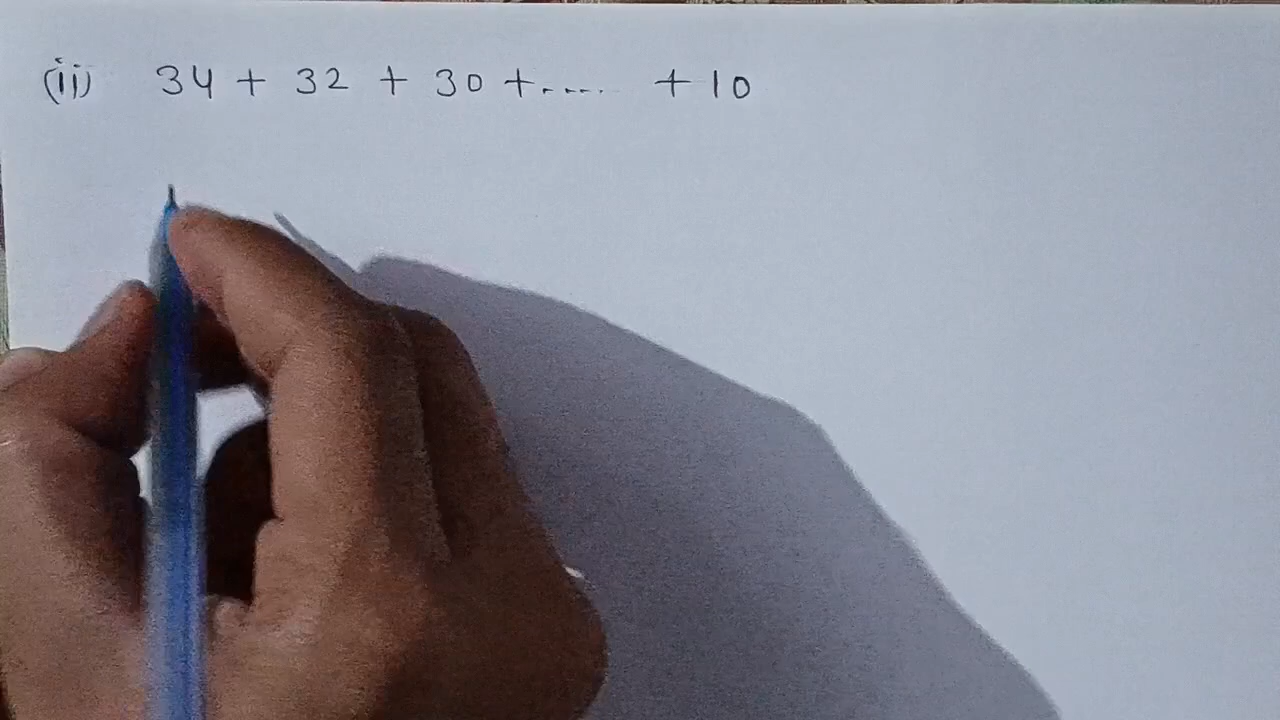 (ii) 34 + 32 + 30 +..... + 10